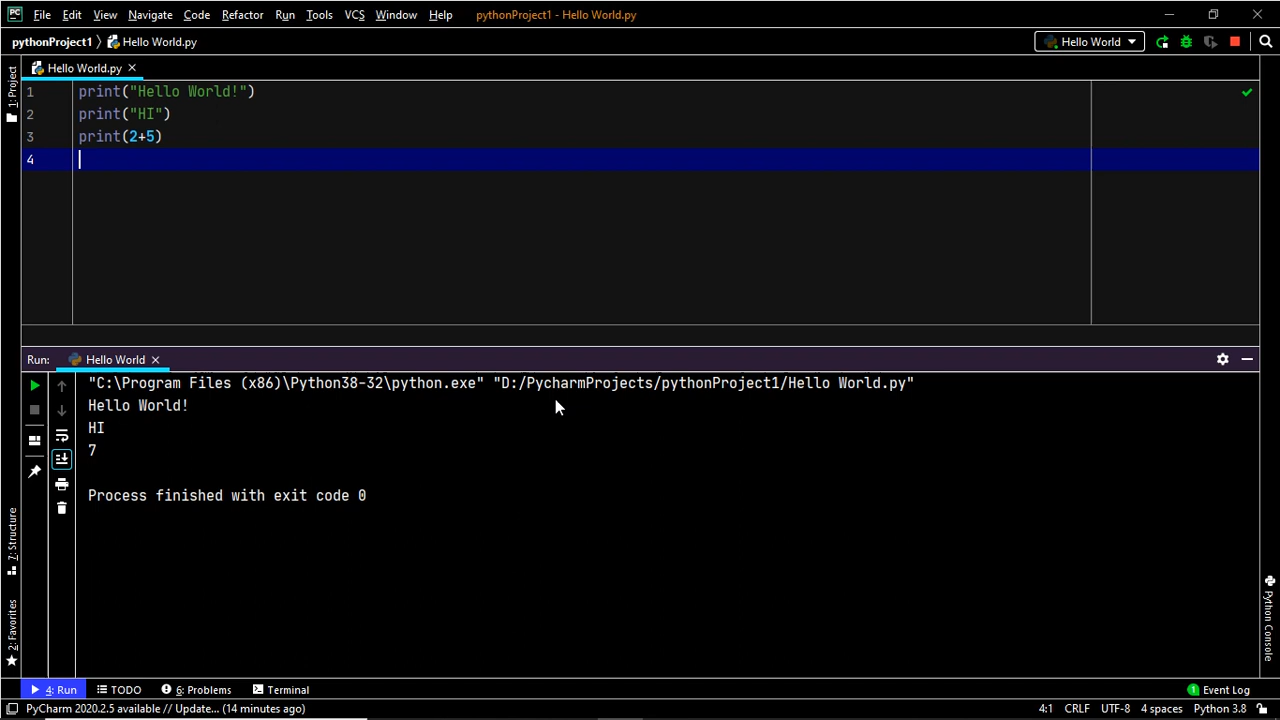 PC File Edit View Navigate Code Refactor Run Tools VCS Window Help pythonProject1 - Hello World.py
pythonProject1 Hello World.py Hello World
1: Project
Hello World.py
1 print("Hello World!")
2 print("HI")
3 print(2+5)
4
Run: Hello World
"C:\Program Files (x86)\Python38-32\python.exe" "D:/PycharmProjects/pythonProject1/Hello World.py"
Hello World!
HI
7
Process finished with exit code 0
7: Structure
2: Favorites
Python Console
4: Run TODO 6: Problems Terminal 1 Event Log
PyCharm 2020.2.5 available // Update... (14 minutes ago) 4:1 CRLF UTF-8 4 spaces Python 3.8